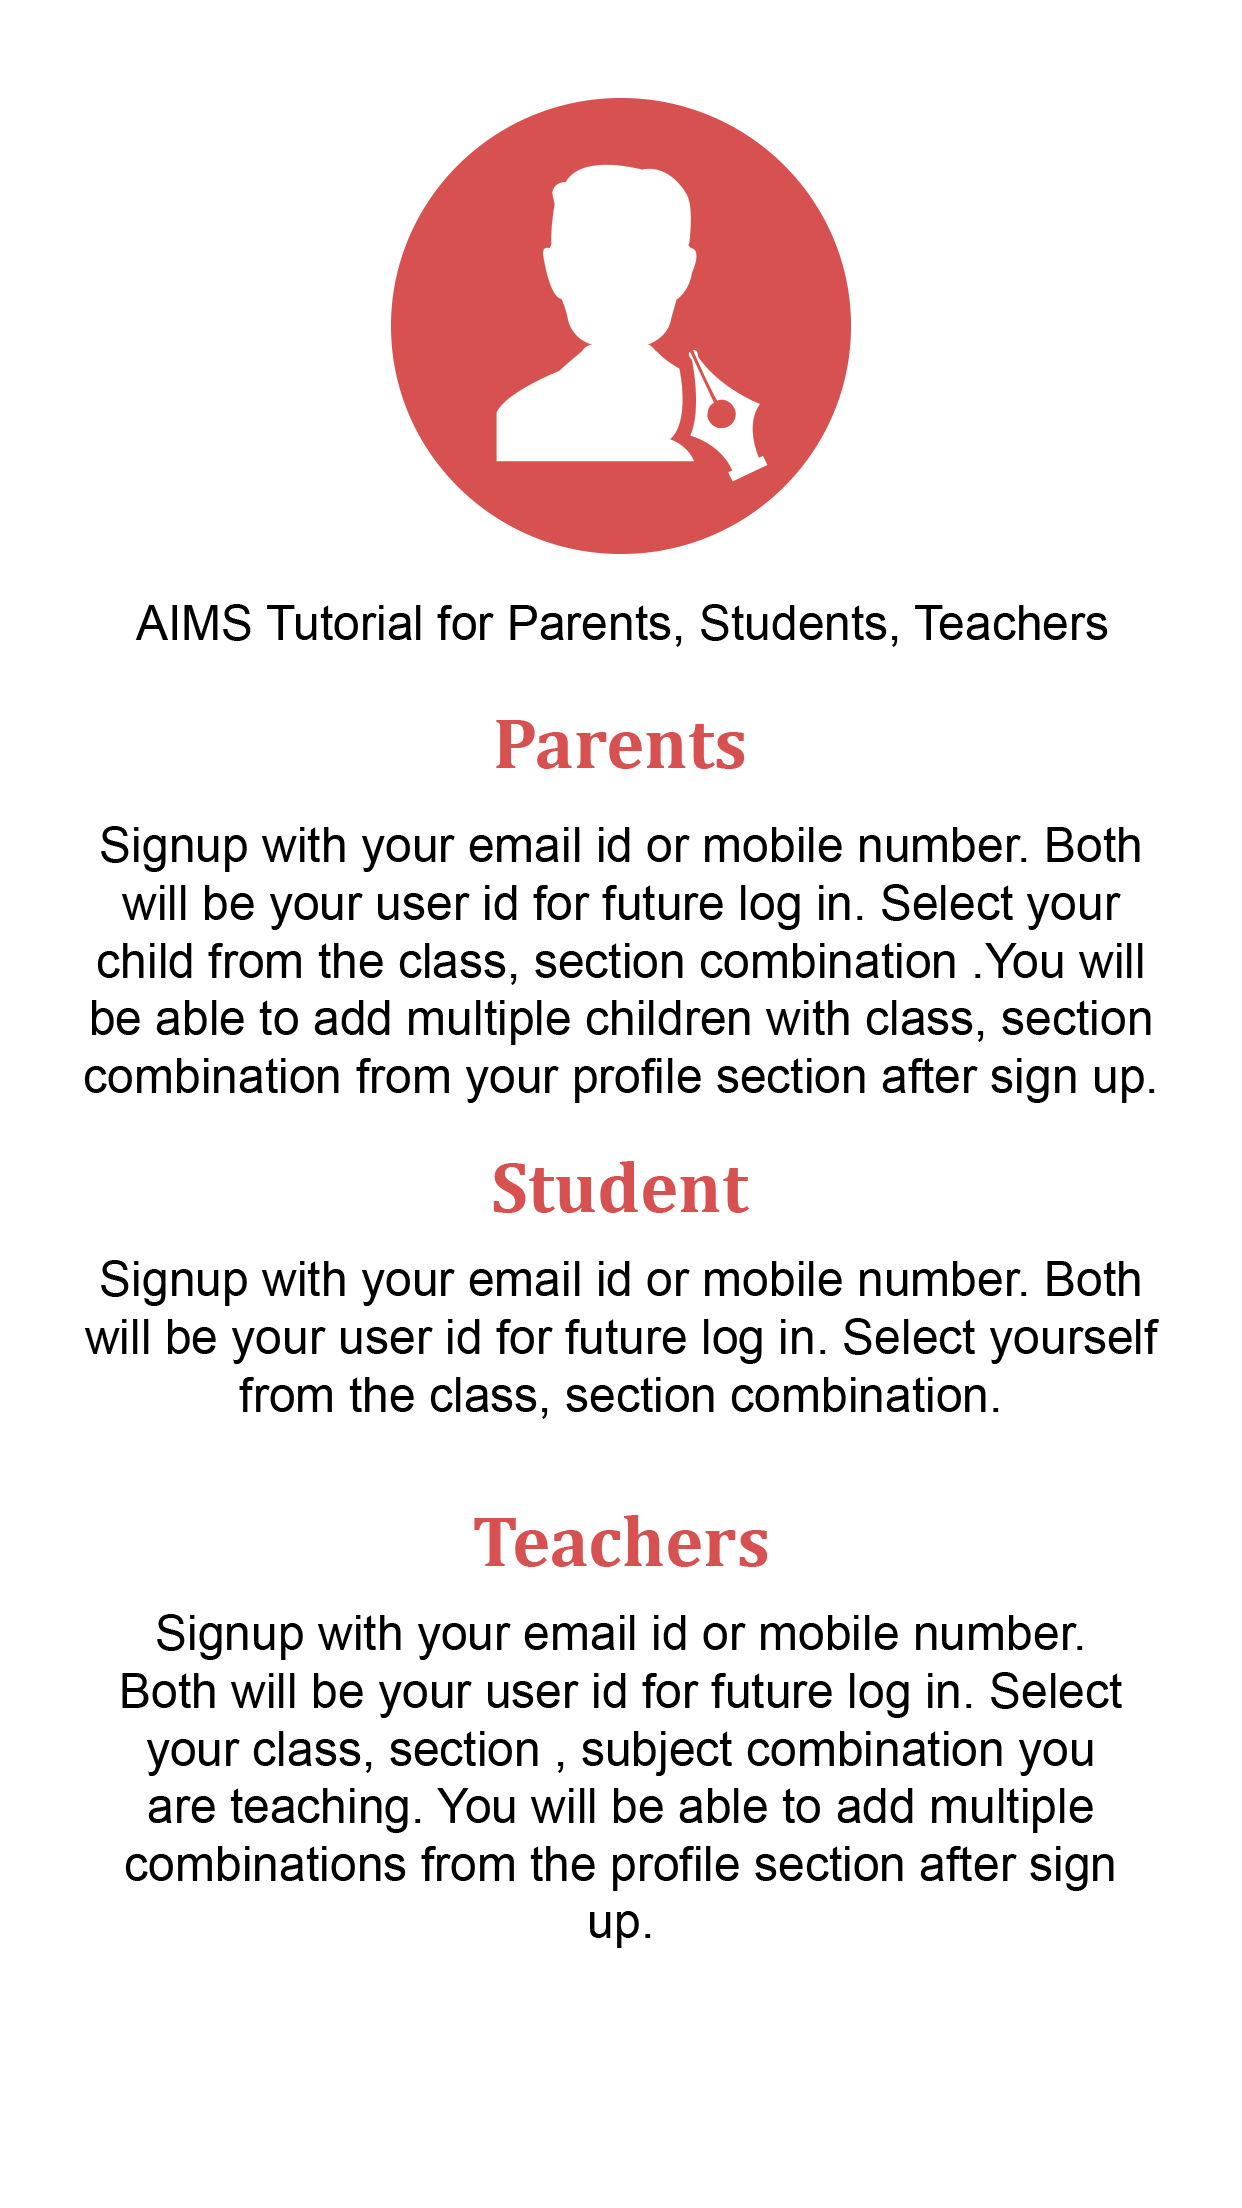 AIMS Tutorial for Parents, Students, Teachers
Parents
Signup with your email id or mobile number. Both
will be your user id for future log in. Select your
child from the class, section combination .You will
be able to add multiple children with class, section
combination from your profile section after sign up.
Student
Signup with your email id or mobile number. Both
will be your user id for future log in. Select yourself
from the class, section combination.
Teachers
Signup with your email id or mobile number.
Both will be your user id for future log in. Select
your class, section , subject combination you
are teaching. You will be able to add multiple
combinations from the profile section after sign
up.